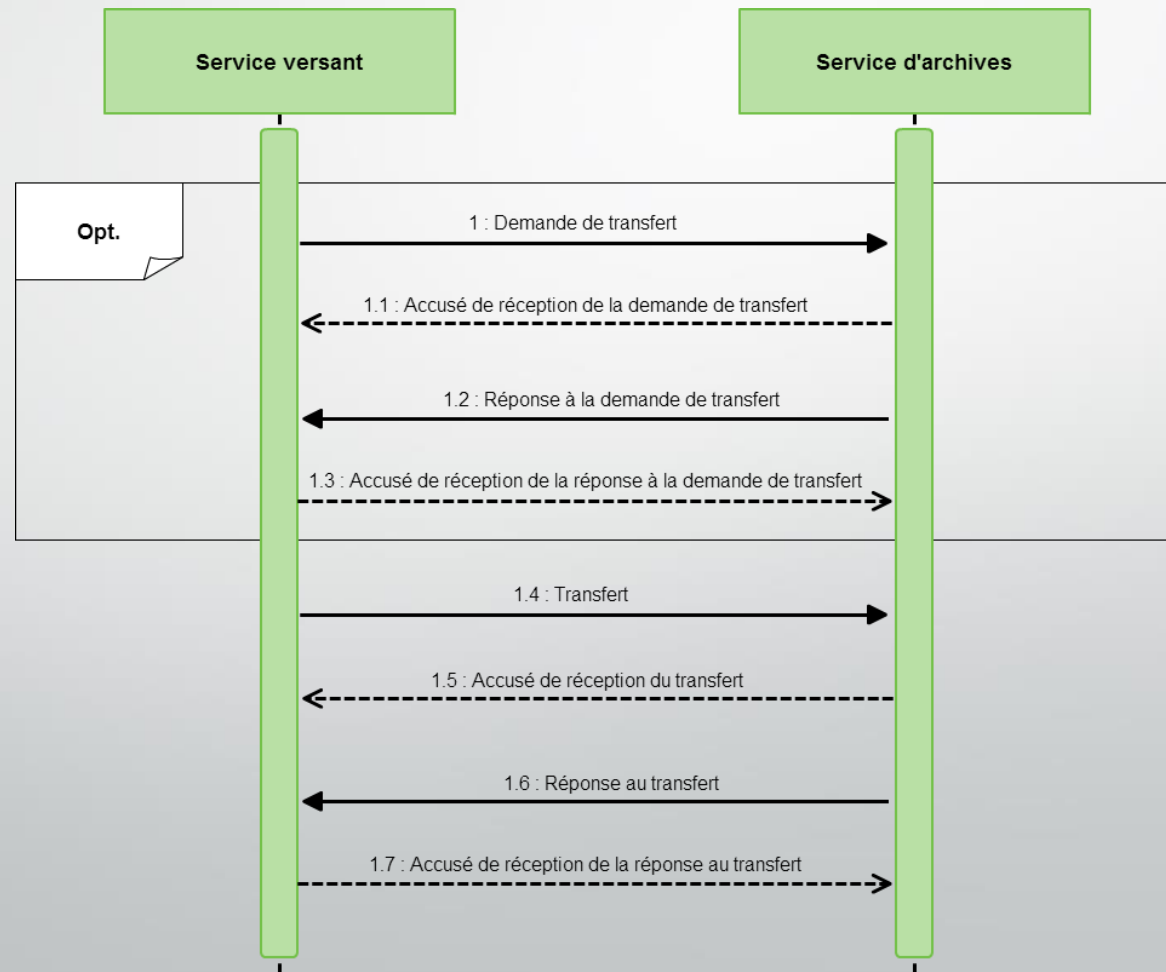 Service versant
Service d'archives
Opt.
1 : Demande de transfert
1.1 : Accusé de réception de la demande de transfert
1.2 : Réponse à la demande de transfert
1.3 : Accusé de réception de la réponse à la demande de transfert
1.4 : Transfert
1.5 : Accusé de réception du transfert
1.6 : Réponse au transfert
1.7 : Accusé de réception de la réponse au transfert